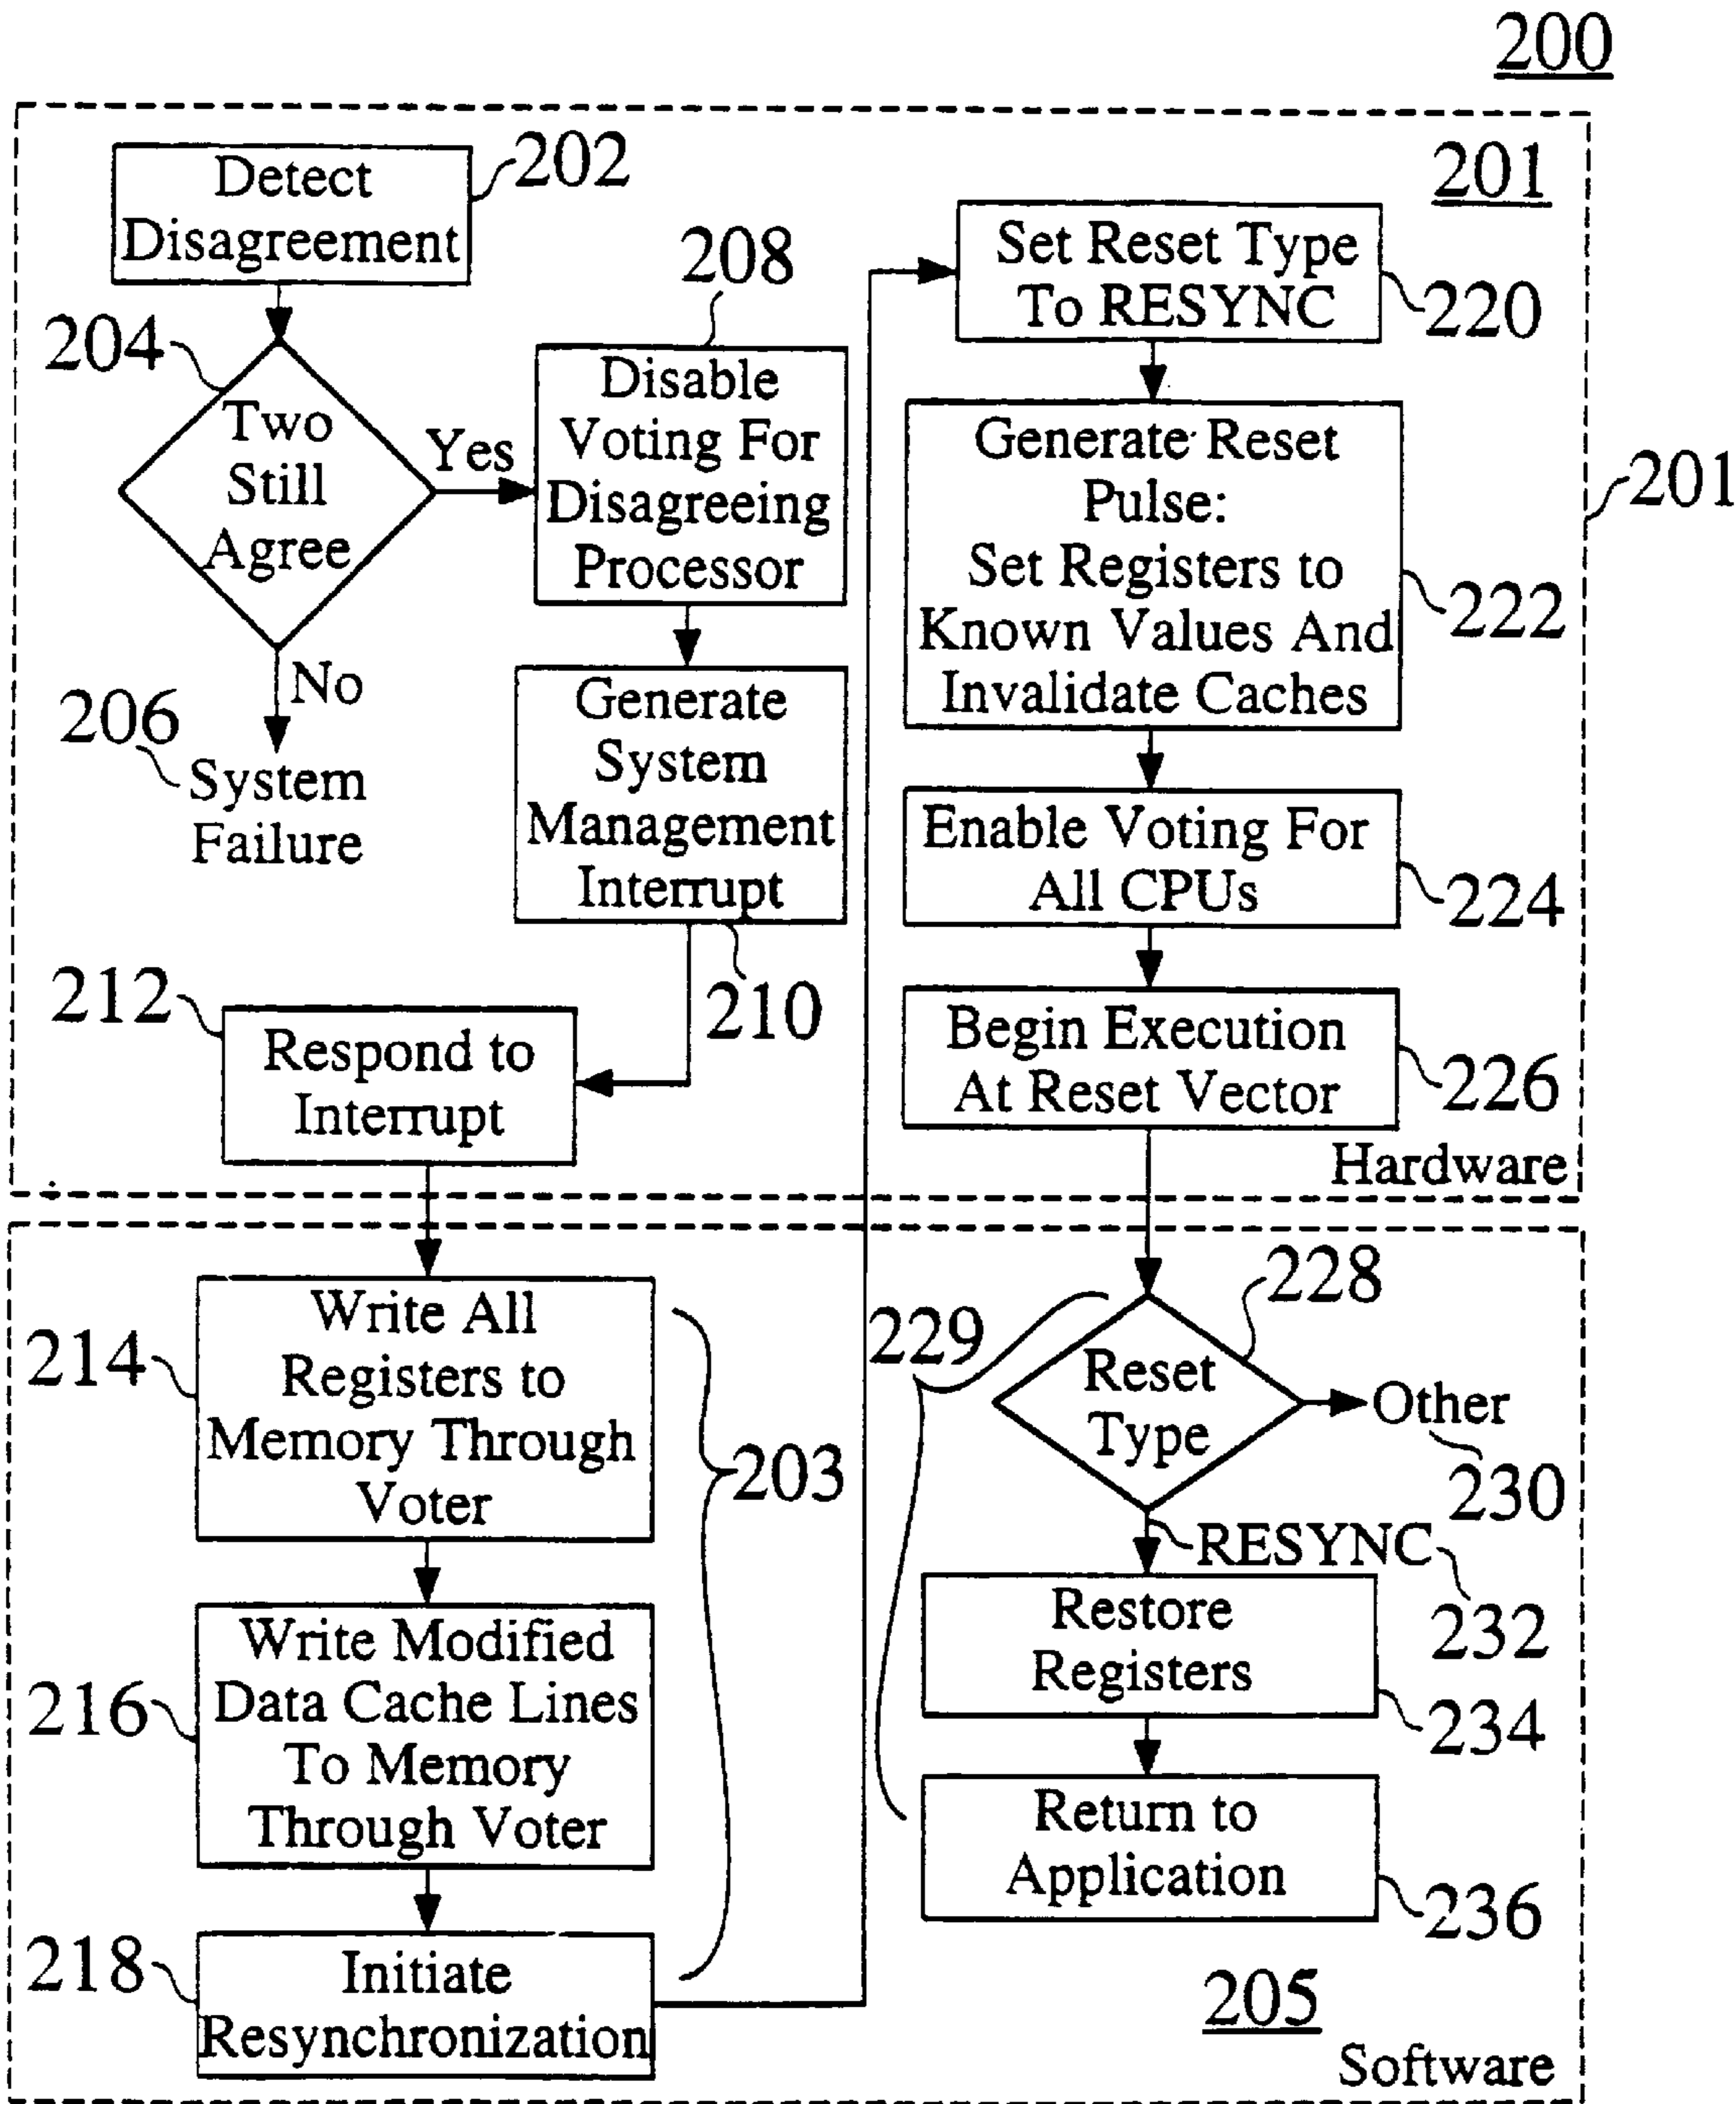 200
201
Detect
Disagreement
202
204
Two
Still
Agree
Yes
No
206
System
Failure
208
Disable
Voting For
Disagreeing
Processor
Generate
System
Management
Interrupt
210
212
Respond to
Interrupt
Set Reset Type
To RESYNC
220
Generate Reset
Pulse:
Set Registers to
Known Values And
Invalidate Caches
222
201
Enable Voting For
All CPUs
224
Begin Execution
At Reset Vector
226
Hardware
214
Write All
Registers to
Memory Through
Voter
203
216
Write Modified
Data Cache Lines
To Memory
Through Voter
218
Initiate
Resynchronization
229
228
Reset
Type
Other
230
RESYNC
232
Restore
Registers
234
Return to
Application
236
205
Software